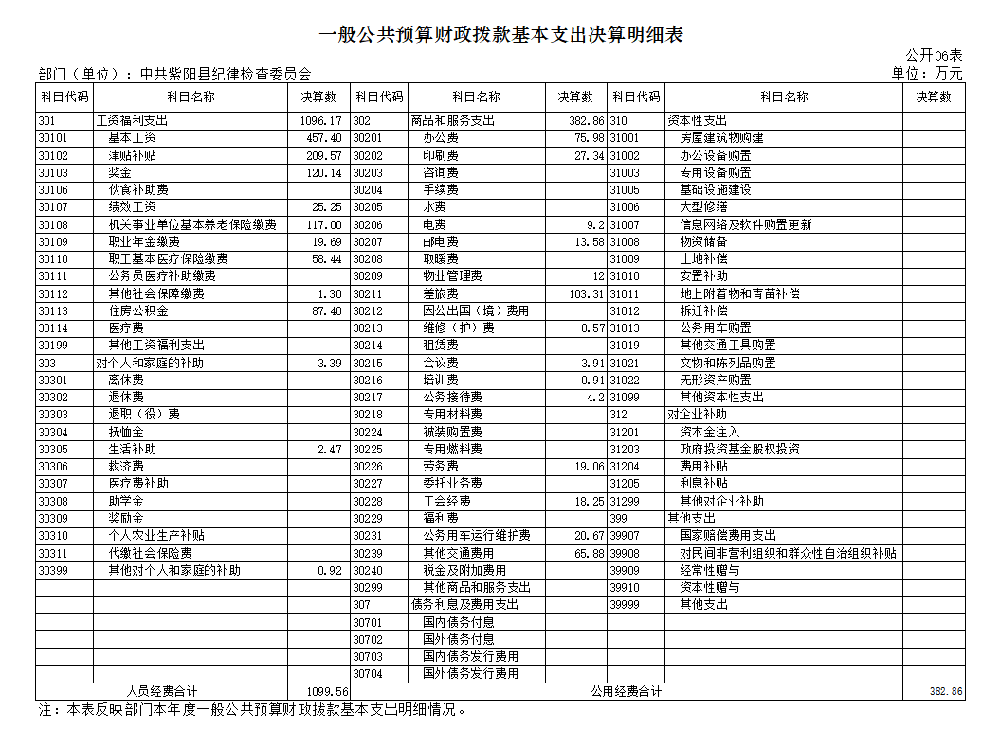 一般公共预算财政拨款基本支出决算明细表
公开06表
部门（单位）：中共紫阳县纪律检查委员会 单位：万元
科目代码 科目名称 决算数 科目代码 科目名称 决算数 科目代码 科目名称 决算数
301 工资福利支出 1096.17 302 商品和服务支出 382.86 310 资本性支出
30101 基本工资 457.40 30201 办公费 75.98 31001 房屋建筑物购建
30102 津贴补贴 209.57 30202 印刷费 27.34 31002 办公设备购置
30103 奖金 120.14 30203 咨询费 31003 专用设备购置
30106 伙食补助费 30204 手续费 31005 基础设施建设
30107 绩效工资 25.25 30205 水费 31006 大型修缮
30108 机关事业单位基本养老保险缴费 117.00 30206 电费 9.2 31007 信息网络及软件购置更新
30109 职业年金缴费 19.69 30207 邮电费 13.58 31008 物资储备
30110 职工基本医疗保险缴费 58.44 30208 取暖费 31009 土地补偿
30111 公务员医疗补助缴费 30209 物业管理费 12 31010 安置补助
30112 其他社会保障缴费 1.30 30211 差旅费 103.31 31011 地上附着物和青苗补偿
30113 住房公积金 87.40 30212 因公出国（境）费用 31012 拆迁补偿
30114 医疗费 30213 维修（护）费 8.57 31013 公务用车购置
30199 其他工资福利支出 30214 租赁费 31019 其他交通工具购置
303 对个人和家庭的补助 3.39 30215 会议费 3.91 31021 文物和陈列品购置
30301 离休费 30216 培训费 0.91 31022 无形资产购置
30302 退休费 30217 公务接待费 4.2 31099 其他资本性支出
30303 退职（役）费 30218 专用材料费 312 对企业补助
30304 抚恤金 30224 被装购置费 31201 资本金注入
30305 生活补助 2.47 30225 专用燃料费 31203 政府投资基金股权投资
30306 救济费 30226 劳务费 19.06 31204 费用补贴
30307 医疗费补助 30227 委托业务费 31205 利息补贴
30308 助学金 30228 工会经费 18.25 31299 其他对企业补助
30309 奖励金 30229 福利费 399 其他支出
30310 个人农业生产补贴 30231 公务用车运行维护费 20.67 39907 国家赔偿费用支出
30311 代缴社会保险费 30239 其他交通费用 65.88 39908 对民间非营利组织和群众性自治组织补贴
30399 其他对个人和家庭的补助 0.92 30240 税金及附加费用 39909 经常性赠与
30299 其他商品和服务支出 39910 资本性赠与
307 债务利息及费用支出 39999 其他支出
30701 国内债务付息
30702 国外债务付息
30703 国内债务发行费用
30704 国外债务发行费用
人员经费合计 1099.56 公用经费合计 382.86
注：本表反映部门本年度一般公共预算财政拨款基本支出明细情况。